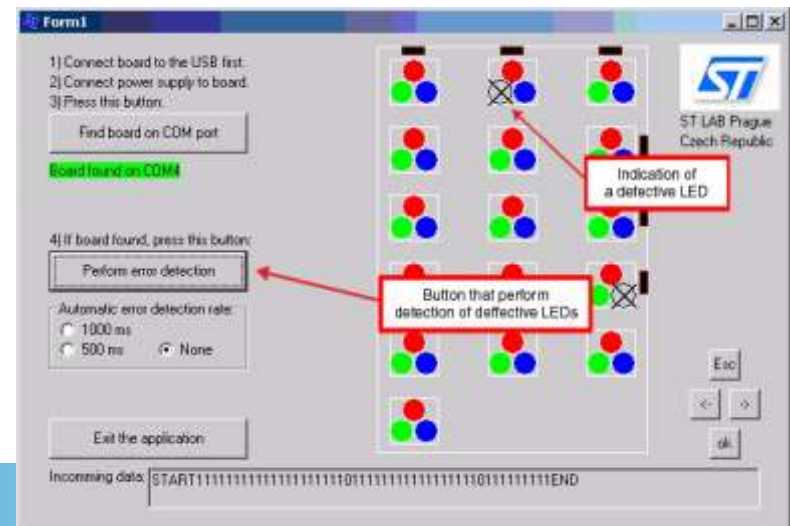 Form1
1) Connect board to the USB first.
2) Connect power supply to board.
3) Press this button:
Find board on COM port
Board found on COM4
4) If board found, press this button:
Perform error detection
Automatic error detection rate:
1000 ms
500 ms None
Exit the application
Incomming data:
ST
ST LAB Prague
Czech Republic
Indication of
a defective LED
Button that perform
detection of deffective LEDs
Esc
<- ->
ok